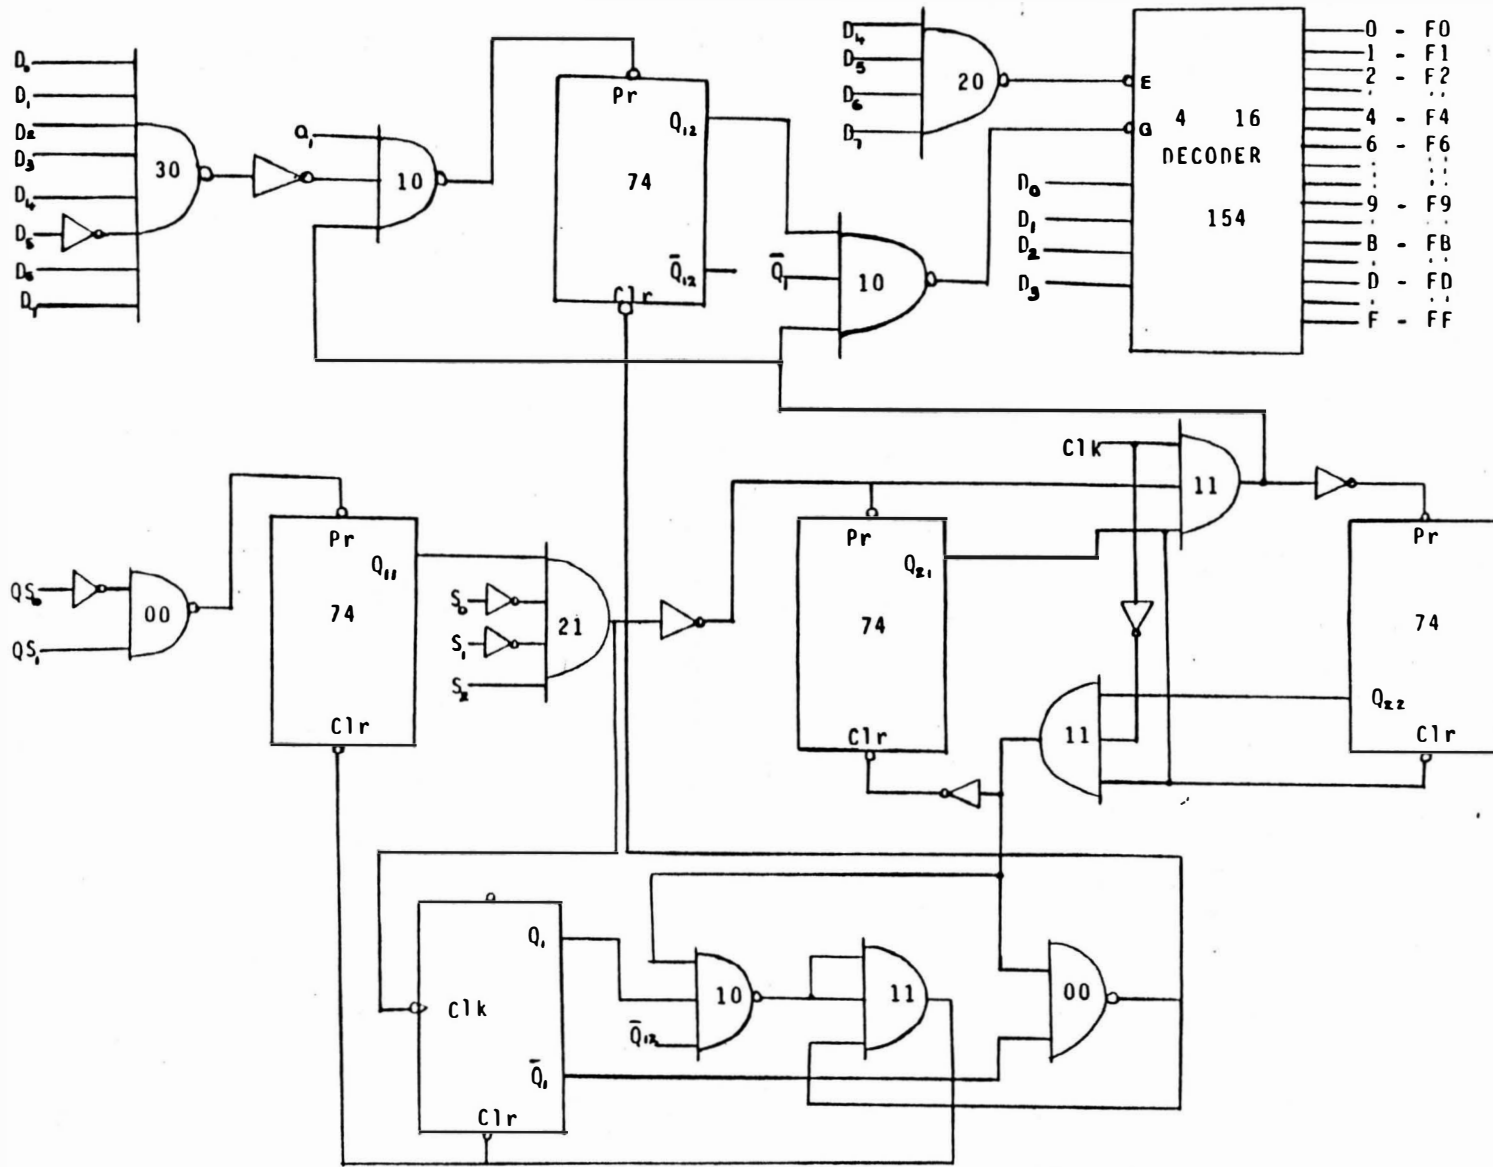 D₀
D₁
D₂
D₃
D₄
D₅
D₆
D₇
30
Q₁
10
Pr
Q₁₂
74
Q̅₁₂
Clr
D₄
D₅
D₆
D₇
20
Q̅₁
10
E
G
4 16
DECODER
154
D₀
D₁
D₂
D₃
0 - F0
1 - F1
2 - F2
4 - F4
6 - F6
9 - F9
B - FB
D - FD
F - FF
QS₀
QS₁
00
Pr
Q₁₁
74
Clr
S₀
S₁
S₂
21
Pr
Q₂₁
74
Clr
Clk
11
11
Pr
74
Q₂₂
Clr
Q₁
Clk
Q̅₁
Clr
10
Q̅₁₂
11
00